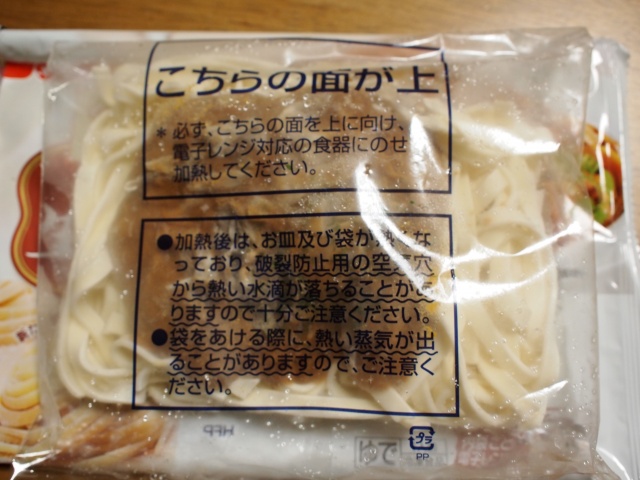 こちらの面が上
＊必ず、こちらの面を上に向け、
電子レンジ対応の食器にのせ
加熱してください。
●加熱後は、お皿及び袋が熱くな
っており、破裂防止用の空気穴
から熱い水滴が落ちることがあ
りますので十分ご注意ください。
●袋をあける際に、熱い蒸気が出
ることがありますので、ご注意く
ださい。
プラ
PP
ゆで